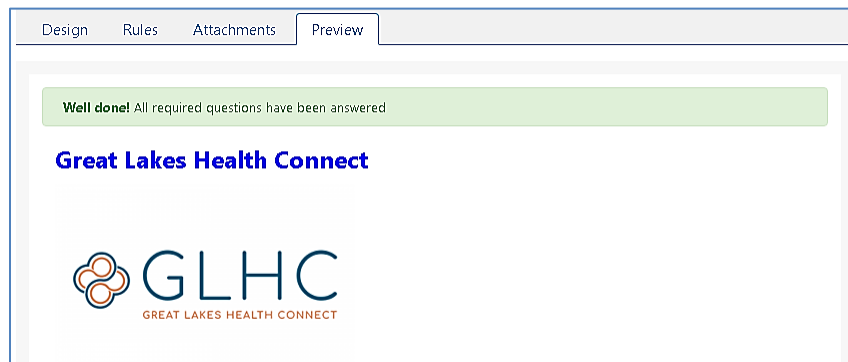 Design Rules Attachments Preview
Well done! All required questions have been answered
Great Lakes Health Connect
GLHC
GREAT LAKES HEALTH CONNECT